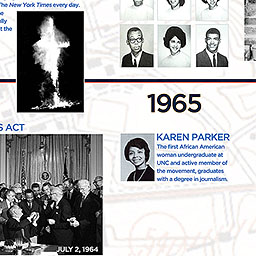 The New York Times every day.
1965
S ACT
KAREN PARKER
The first African American
woman undergraduate at
UNC and active member of
the movement, graduates
with a degree in journalism.
JULY 2, 1964